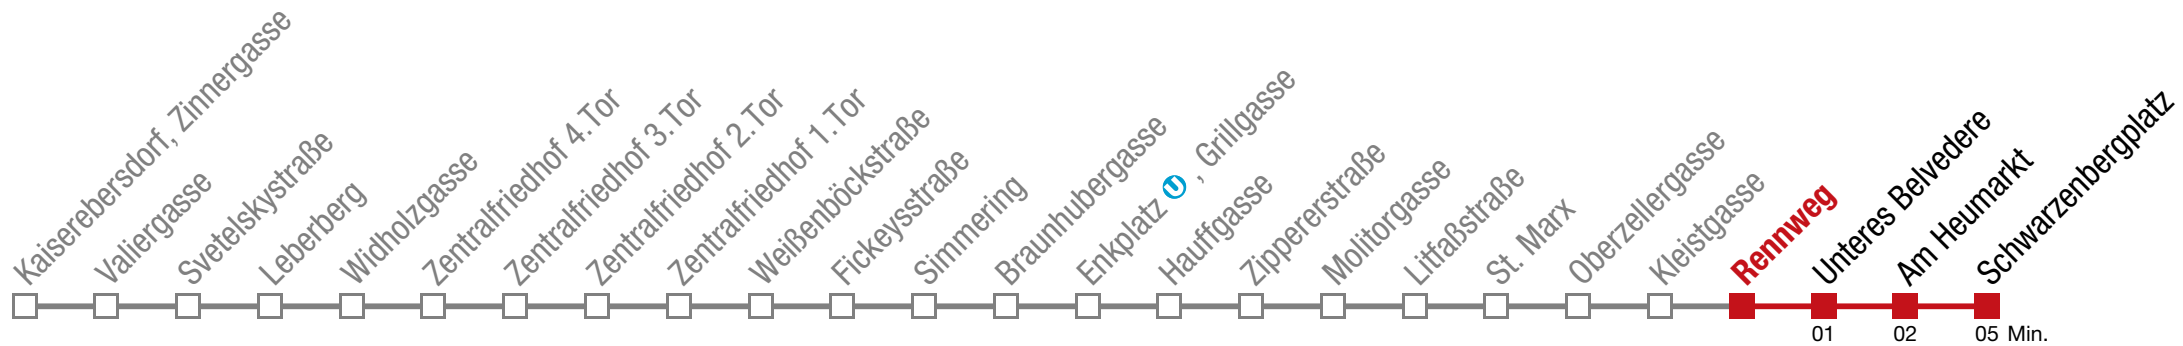 Kaiserebersdorf, Zinnergasse
Valiergasse
Svetelskystraße
Leberberg
Widholzgasse
Zentralfriedhof 4.Tor
Zentralfriedhof 3.Tor
Zentralfriedhof 2.Tor
Zentralfriedhof 1.Tor
Weißenböckstraße
Fickeysstraße
Simmering
Braunhubergasse
Enkplatz U , Grillgasse
Hauffgasse
Zippererstraße
Molitorgasse
Litfaßstraße
St. Marx
Oberzellergasse
Kleistgasse
Rennweg
Unteres Belvedere
Am Heumarkt
Schwarzenbergplatz
01 02 05 Min.